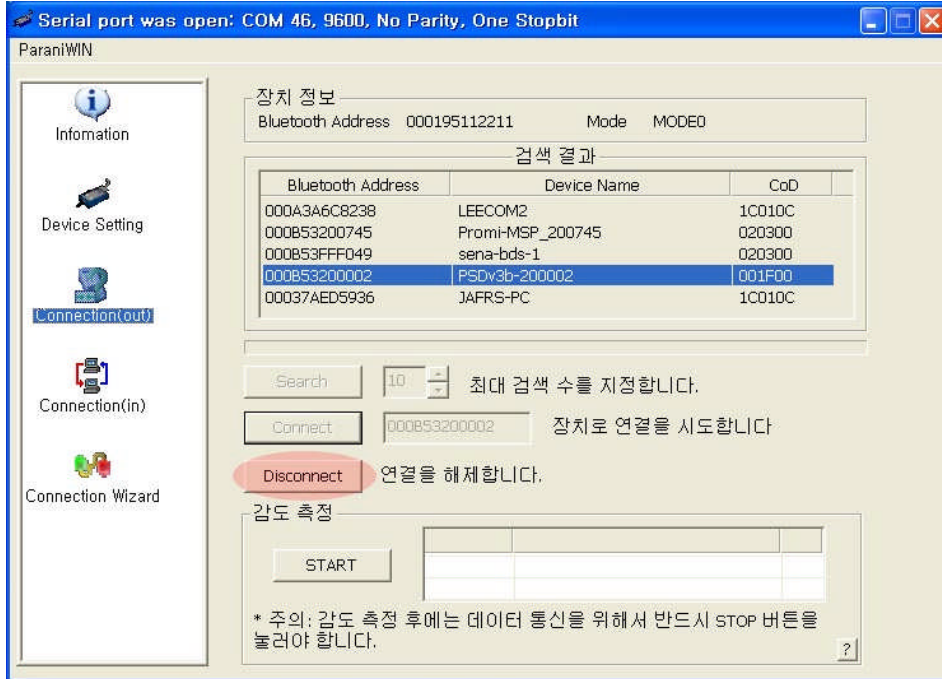 Serial port was open: COM 46, 9600, No Parity, One Stopbit
ParaniWIN
Infomation
Device Setting
Connection(out)
Connection(in)
Connection Wizard
장치 정보
Bluetooth Address 000195112211 Mode MODE0
검색 결과
Bluetooth Address Device Name CoD
000A3A6C8238 LEECOM2 1C010C
000B53200745 Promi-MSP_200745 020300
000B53FFF049 sena-bds-1 020300
000B53200002 PSDv3b-200002 001F00
00037AED5936 JAFRS-PC 1C010C
Search 10 최대 검색 수를 지정합니다.
Connect 000B53200002 장치로 연결을 시도합니다
Disconnect 연결을 해제합니다.
감도 측정
START
* 주의: 감도 측정 후에는 데이터 통신을 위해서 반드시 STOP 버튼을
눌러야 합니다.
?